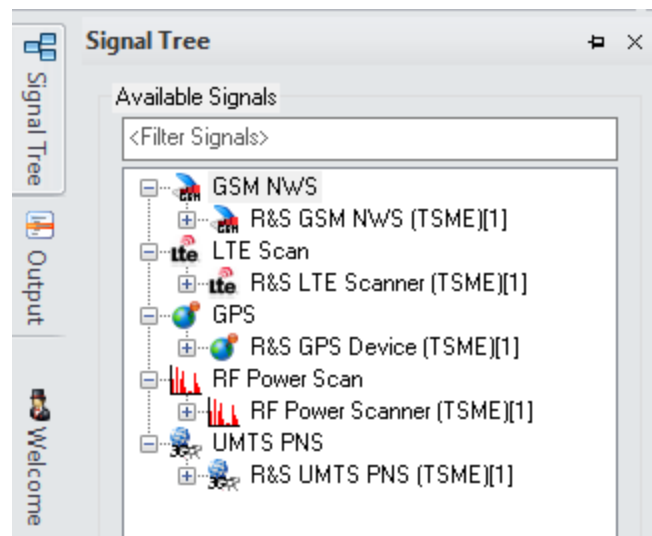 Signal Tree
Output
Welcome
Signal Tree
Available Signals
<Filter Signals>
GSM NWS
R&S GSM NWS (TSME)[1]
lte LTE Scan
lte R&S LTE Scanner (TSME)[1]
GPS
R&S GPS Device (TSME)[1]
RF Power Scan
RF Power Scanner (TSME)[1]
UMTS PNS
R&S UMTS PNS (TSME)[1]